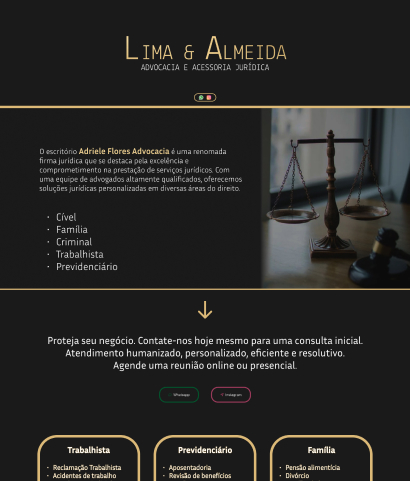 LIMA & ALMEIDA
ADVOCACIA E ACESSORIA JURÍDICA
O escritório Adriele Flores Advocacia é uma renomada
firma jurídica que se destaca pela excelência e
comprometimento na prestação de serviços jurídicos. Com
uma equipe de advogados altamente qualificados, oferecemos
soluções jurídicas personalizadas em diversas áreas do direito.
· Cível
· Família
· Criminal
· Trabalhista
· Previdenciário
Proteja seu negócio. Contate-nos hoje mesmo para uma consulta inicial.
Atendimento humanizado, personalizado, eficiente e resolutivo.
Agende uma reunião online ou presencial.
Whatsapp
Instagram
Trabalhista
· Reclamação Trabalhista
· Acidentes de trabalho
Previdenciário
· Aposentadoria
· Revisão de benefícios
Família
· Pensão alimentícia
· Divórcio